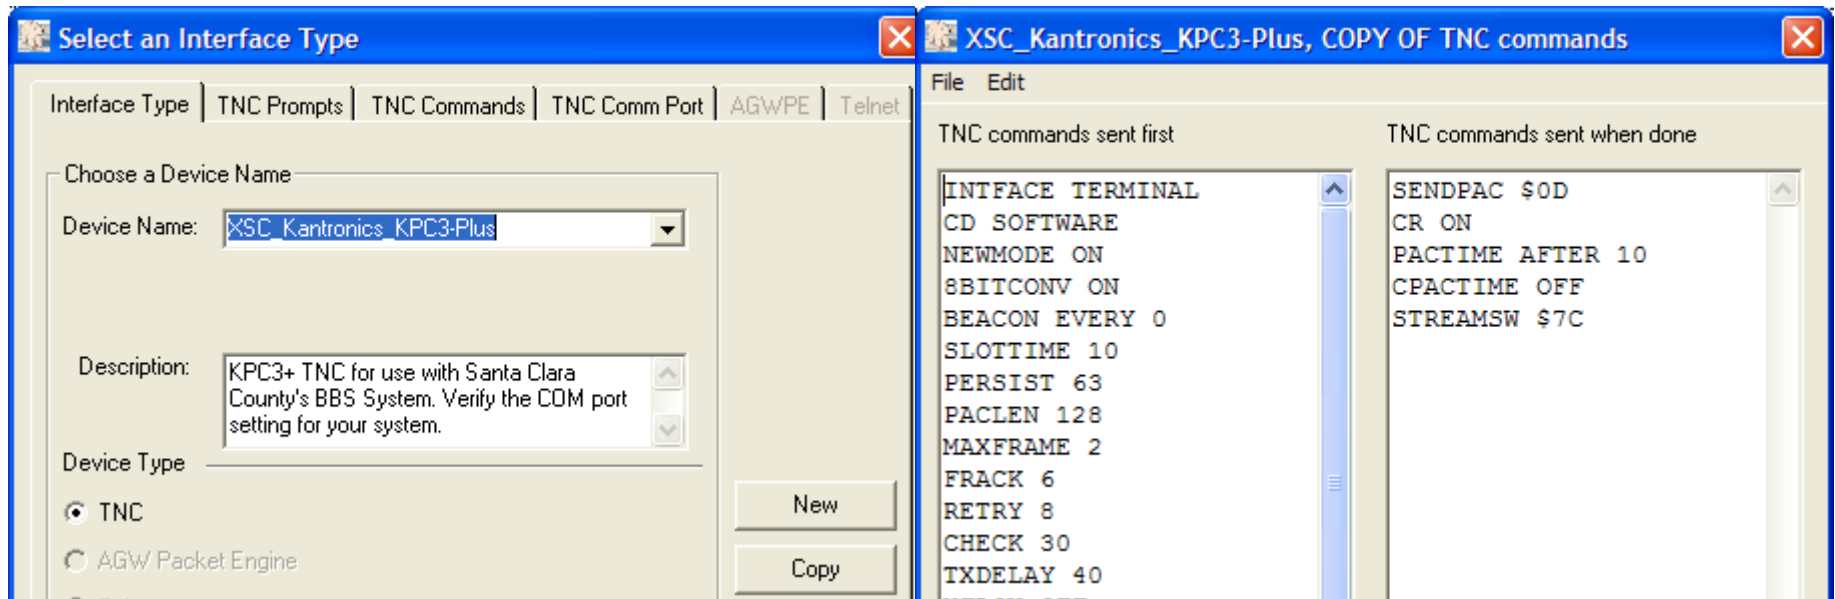 Select an Interface Type
Interface Type TNC Prompts TNC Commands TNC Comm Port AGWPE Telnet
Choose a Device Name
Device Name: XSC_Kantronics_KPC3-Plus
Description: KPC3+ TNC for use with Santa Clara
County's BBS System. Verify the COM port
setting for your system.
Device Type
TNC
New
AGW Packet Engine
Copy
XSC_Kantronics_KPC3-Plus, COPY OF TNC commands
File Edit
TNC commands sent first
INTFACE TERMINAL
CD SOFTWARE
NEWMODE ON
8BITCONV ON
BEACON EVERY 0
SLOTTIME 10
PERSIST 63
PACLEN 128
MAXFRAME 2
FRACK 6
RETRY 8
CHECK 30
TXDELAY 40
TNC commands sent when done
SENDPAC $0D
CR ON
PACTIME AFTER 10
CPACTIME OFF
STREAMSW $7C